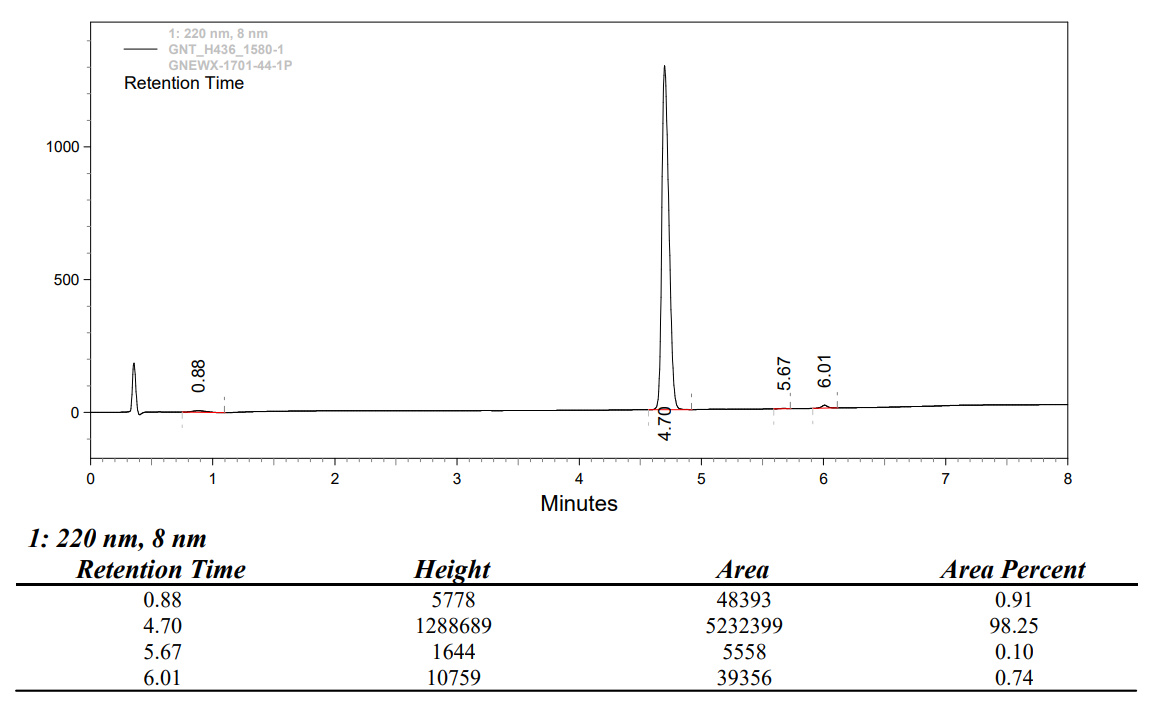 1: 220 nm, 8 nm
GNT_H436_1580-1
GNEWX-1701-44-1P
Retention Time
1000
500
0
0.88
4.70
5.67
6.01
0 1 2 3 4 5 6 7 8
Minutes
1: 220 nm, 8 nm
Retention Time Height Area Area Percent
0.88 5778 48393 0.91
4.70 1288689 5232399 98.25
5.67 1644 5558 0.10
6.01 10759 39356 0.74